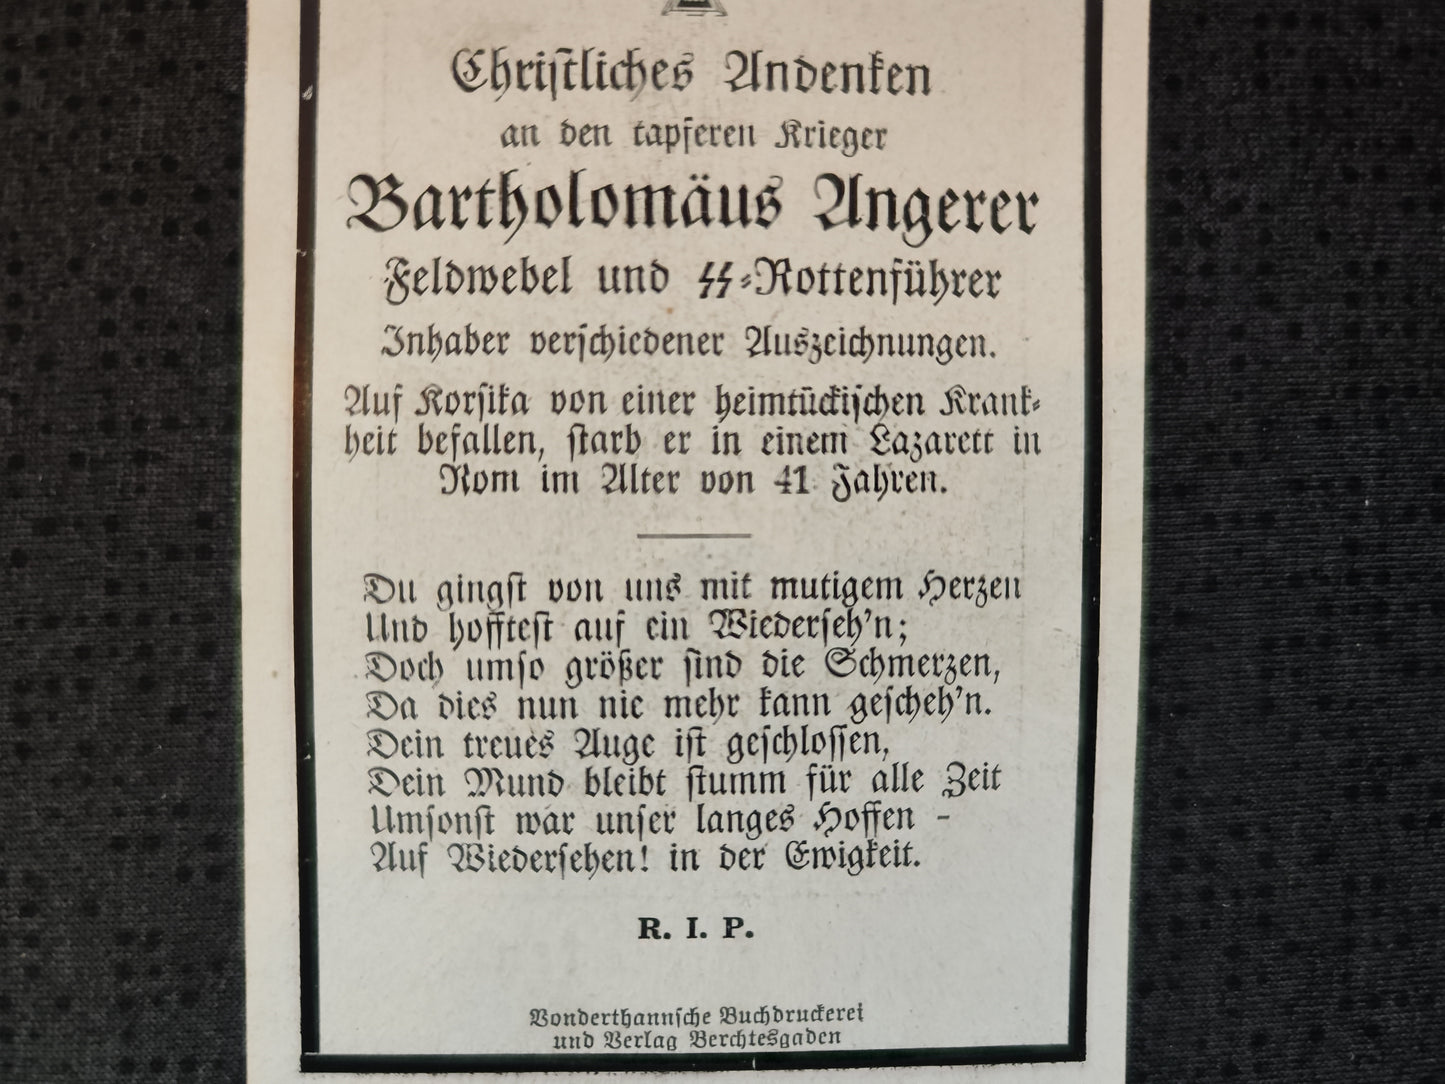 Christliches Andenken
an den tapferen Krieger
Bartholomäus Angerer
Feldwebel und SS-Rottenführer
Inhaber verschiedener Auszeichnungen.
Auf Korsika von einer heimtückischen Krank-
heit befallen, starb er in einem Lazarett in
Rom im Alter von 41 Jahren.
Du gingst von uns mit mutigem Herzen
Und hofftest auf ein Wiederseh'n;
Doch umso größer sind die Schmerzen,
Da dies nun nie mehr kann gescheh'n.
Dein treues Auge ist geschlossen,
Dein Mund bleibt stumm für alle Zeit
Umsonst war unser langes Hoffen -
Auf Wiedersehen! in der Ewigkeit.
R. I. P.
Vonderthannsche Buchdruckerei
und Verlag Berchtesgaden